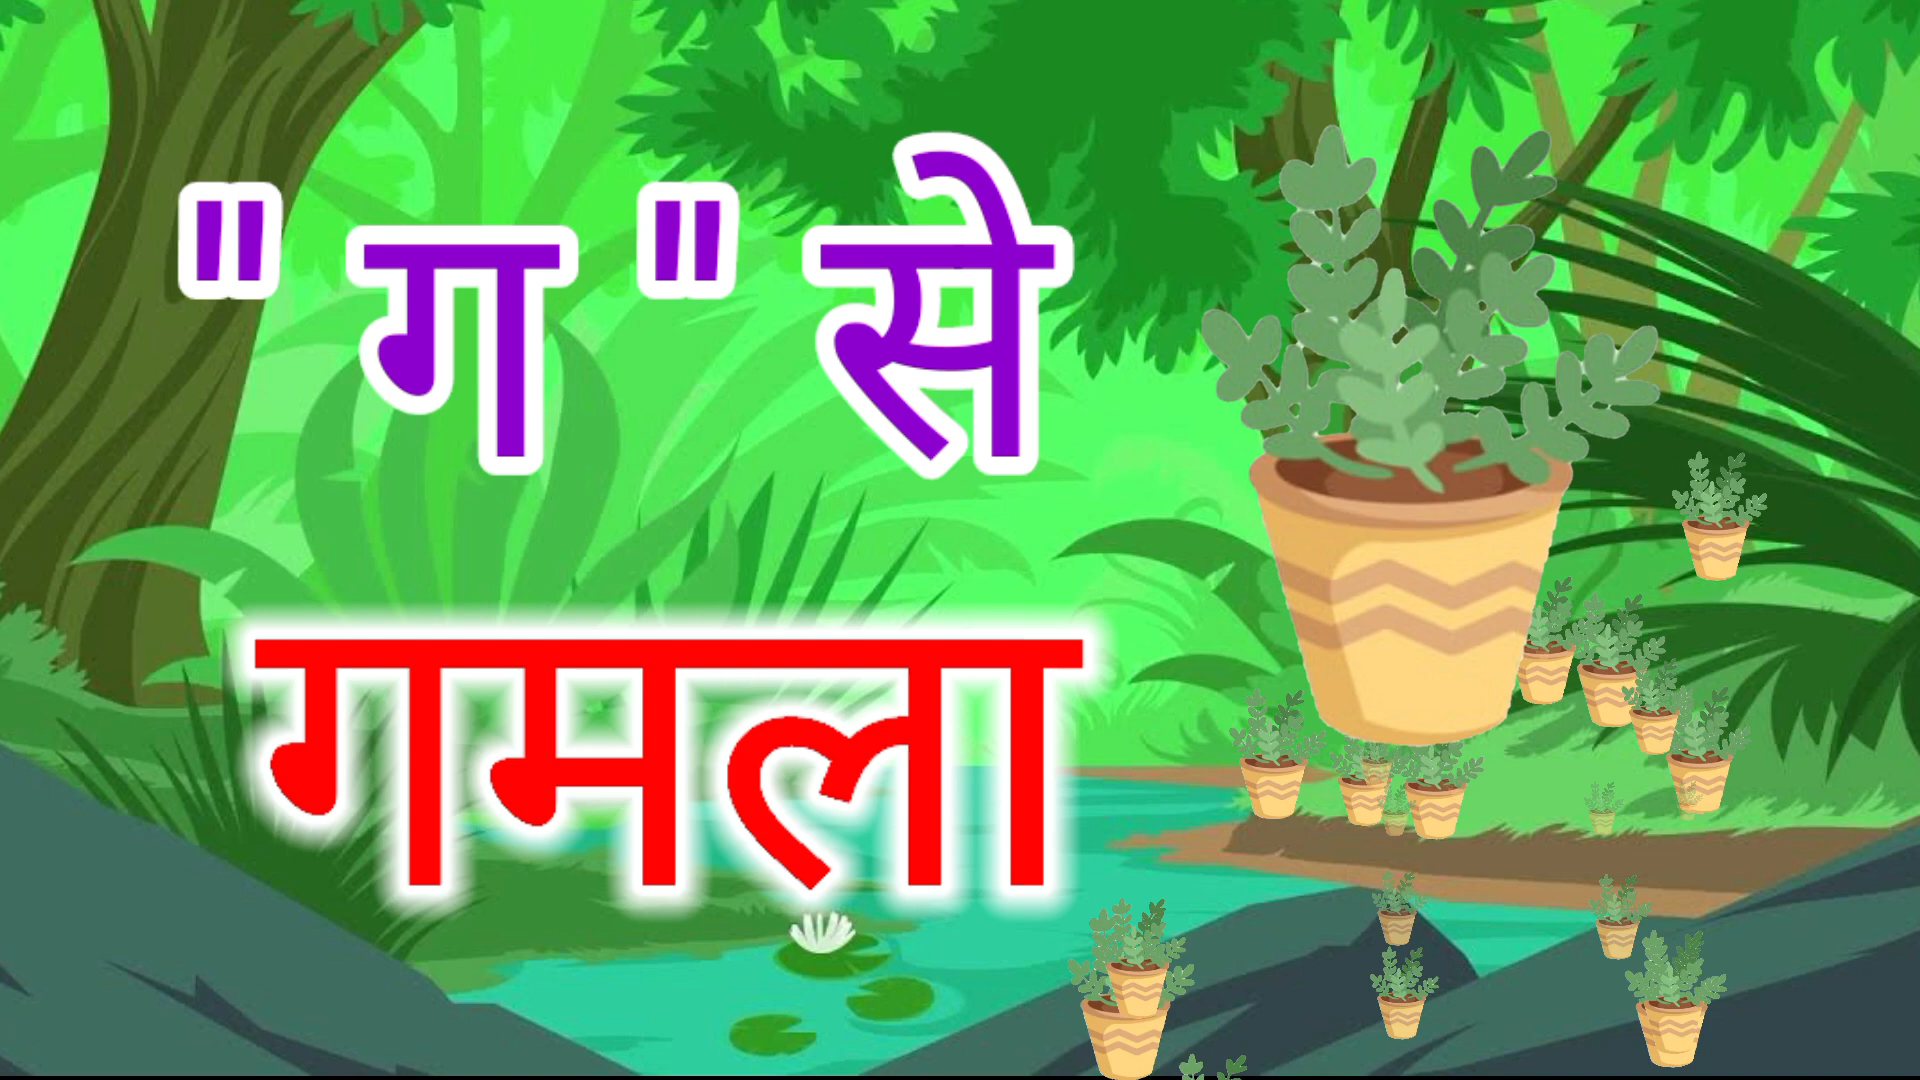 " ग " से
गमला